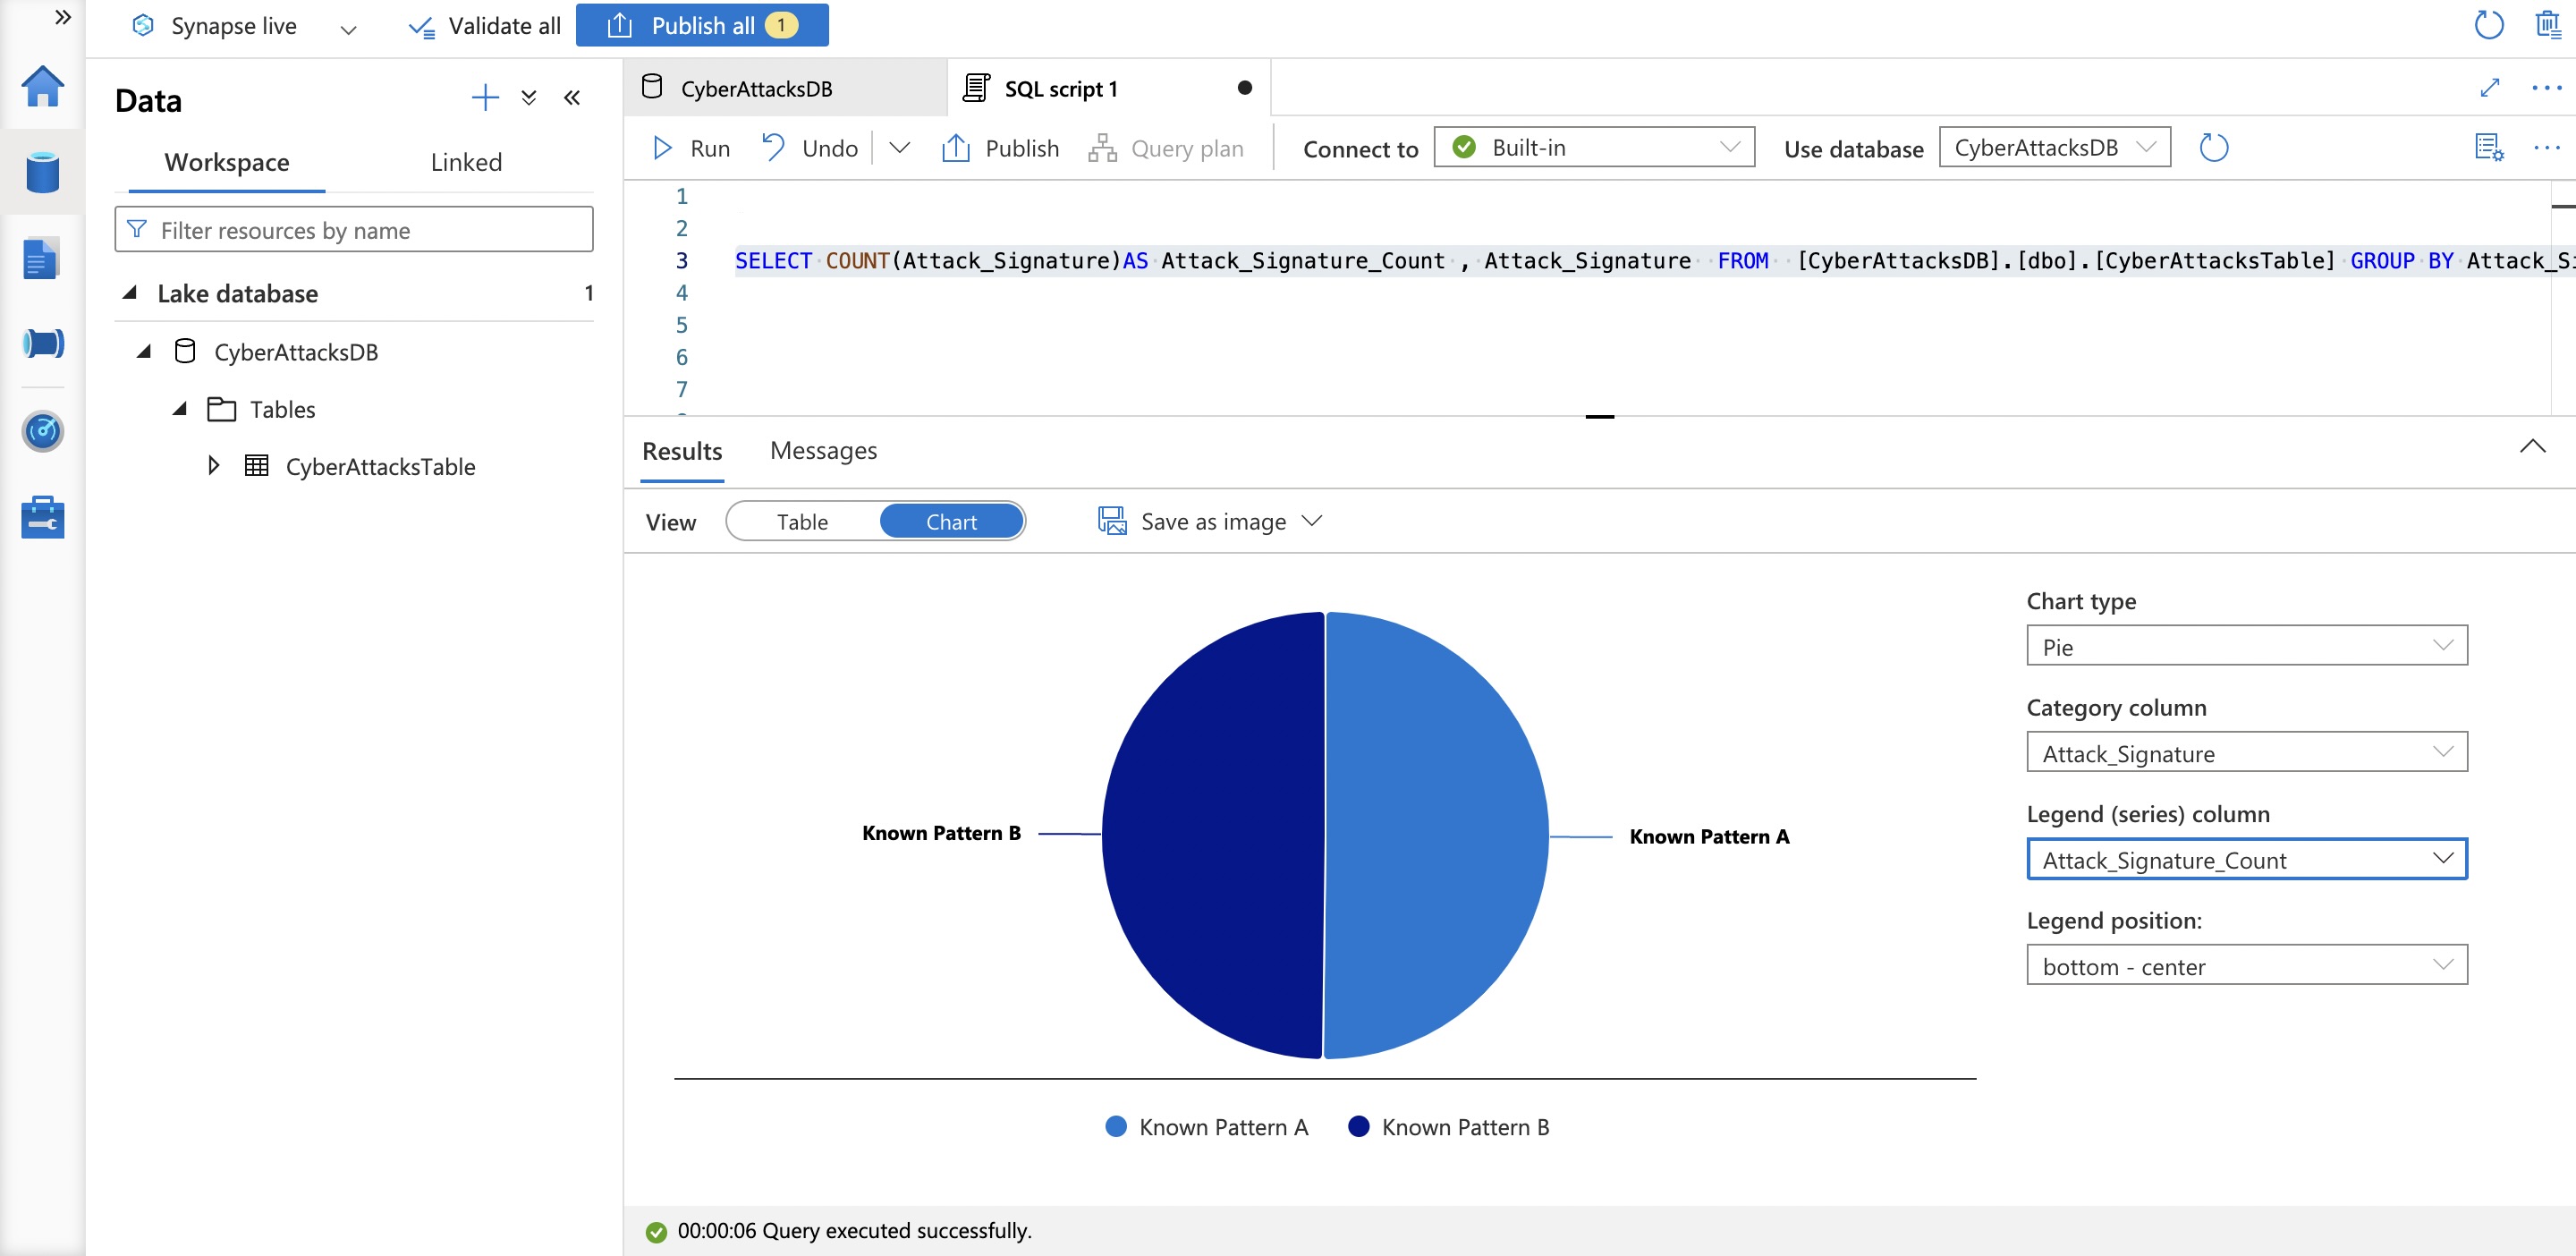 Synapse live
Validate all
Publish all 1
Data
Workspace Linked
Filter resources by name
Lake database 1
CyberAttacksDB
Tables
CyberAttacksTable
CyberAttacksDB SQL script 1
Run Undo Publish Query plan Connect to Built-in Use database CyberAttacksDB
1
2
3 SELECT COUNT(Attack_Signature)AS Attack_Signature_Count , Attack_Signature FROM [CyberAttacksDB].[dbo].[CyberAttacksTable] GROUP BY Attack_Si
4
5
6
7
Results Messages
View Table Chart Save as image
Known Pattern B
Known Pattern A
Known Pattern A Known Pattern B
Chart type
Pie
Category column
Attack_Signature
Legend (series) column
Attack_Signature_Count
Legend position:
bottom - center
00:00:06 Query executed successfully.